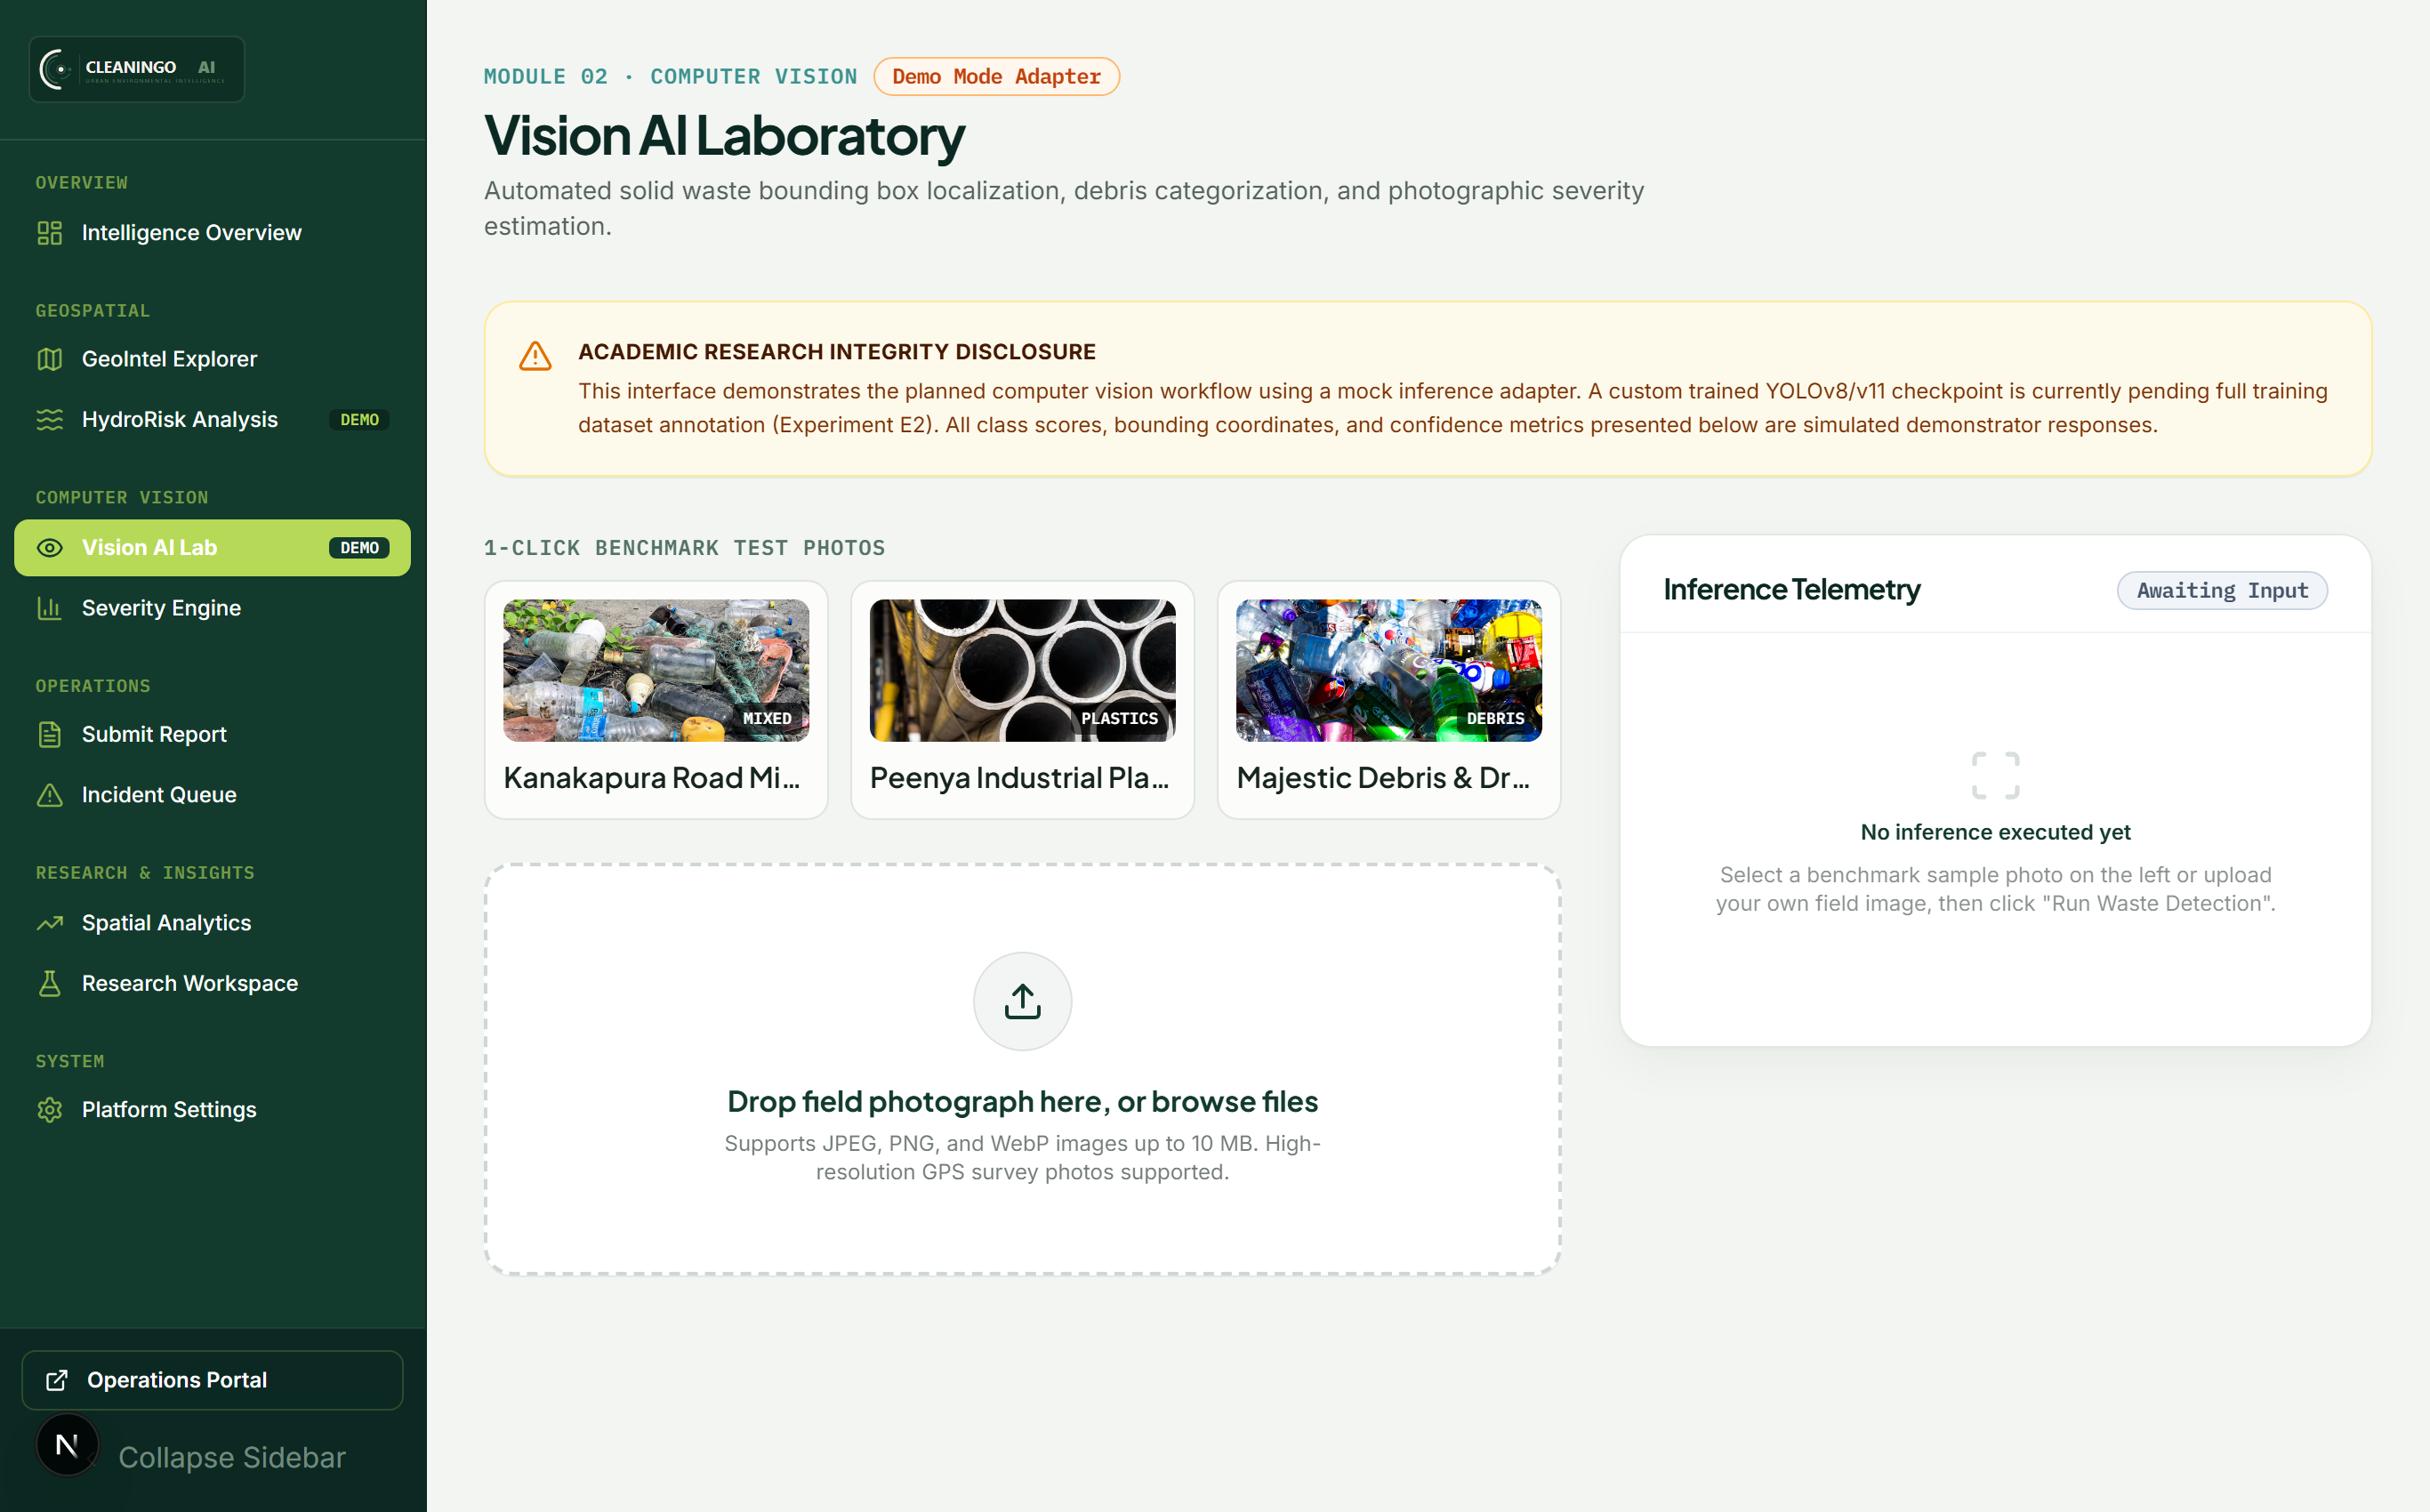 CLEANINGO AI
URBAN ENVIRONMENTAL INTELLIGENCE
OVERVIEW
Intelligence Overview
GEOSPATIAL
GeoIntel Explorer
HydroRisk Analysis DEMO
COMPUTER VISION
Vision AI Lab DEMO
Severity Engine
OPERATIONS
Submit Report
Incident Queue
RESEARCH & INSIGHTS
Spatial Analytics
Research Workspace
SYSTEM
Platform Settings
Operations Portal
N
Collapse Sidebar
MODULE 02 · COMPUTER VISION Demo Mode Adapter
Vision AI Laboratory
Automated solid waste bounding box localization, debris categorization, and photographic severity
estimation.
ACADEMIC RESEARCH INTEGRITY DISCLOSURE
This interface demonstrates the planned computer vision workflow using a mock inference adapter. A custom trained YOLOv8/v11 checkpoint is currently pending full training
dataset annotation (Experiment E2). All class scores, bounding coordinates, and confidence metrics presented below are simulated demonstrator responses.
1-CLICK BENCHMARK TEST PHOTOS
MIXED
Kanakapura Road Mi...
PLASTICS
Peenya Industrial Pla...
DEBRIS
Majestic Debris & Dr...
Drop field photograph here, or browse files
Supports JPEG, PNG, and WebP images up to 10 MB. High-
resolution GPS survey photos supported.
Inference Telemetry Awaiting Input
No inference executed yet
Select a benchmark sample photo on the left or upload
your own field image, then click "Run Waste Detection".